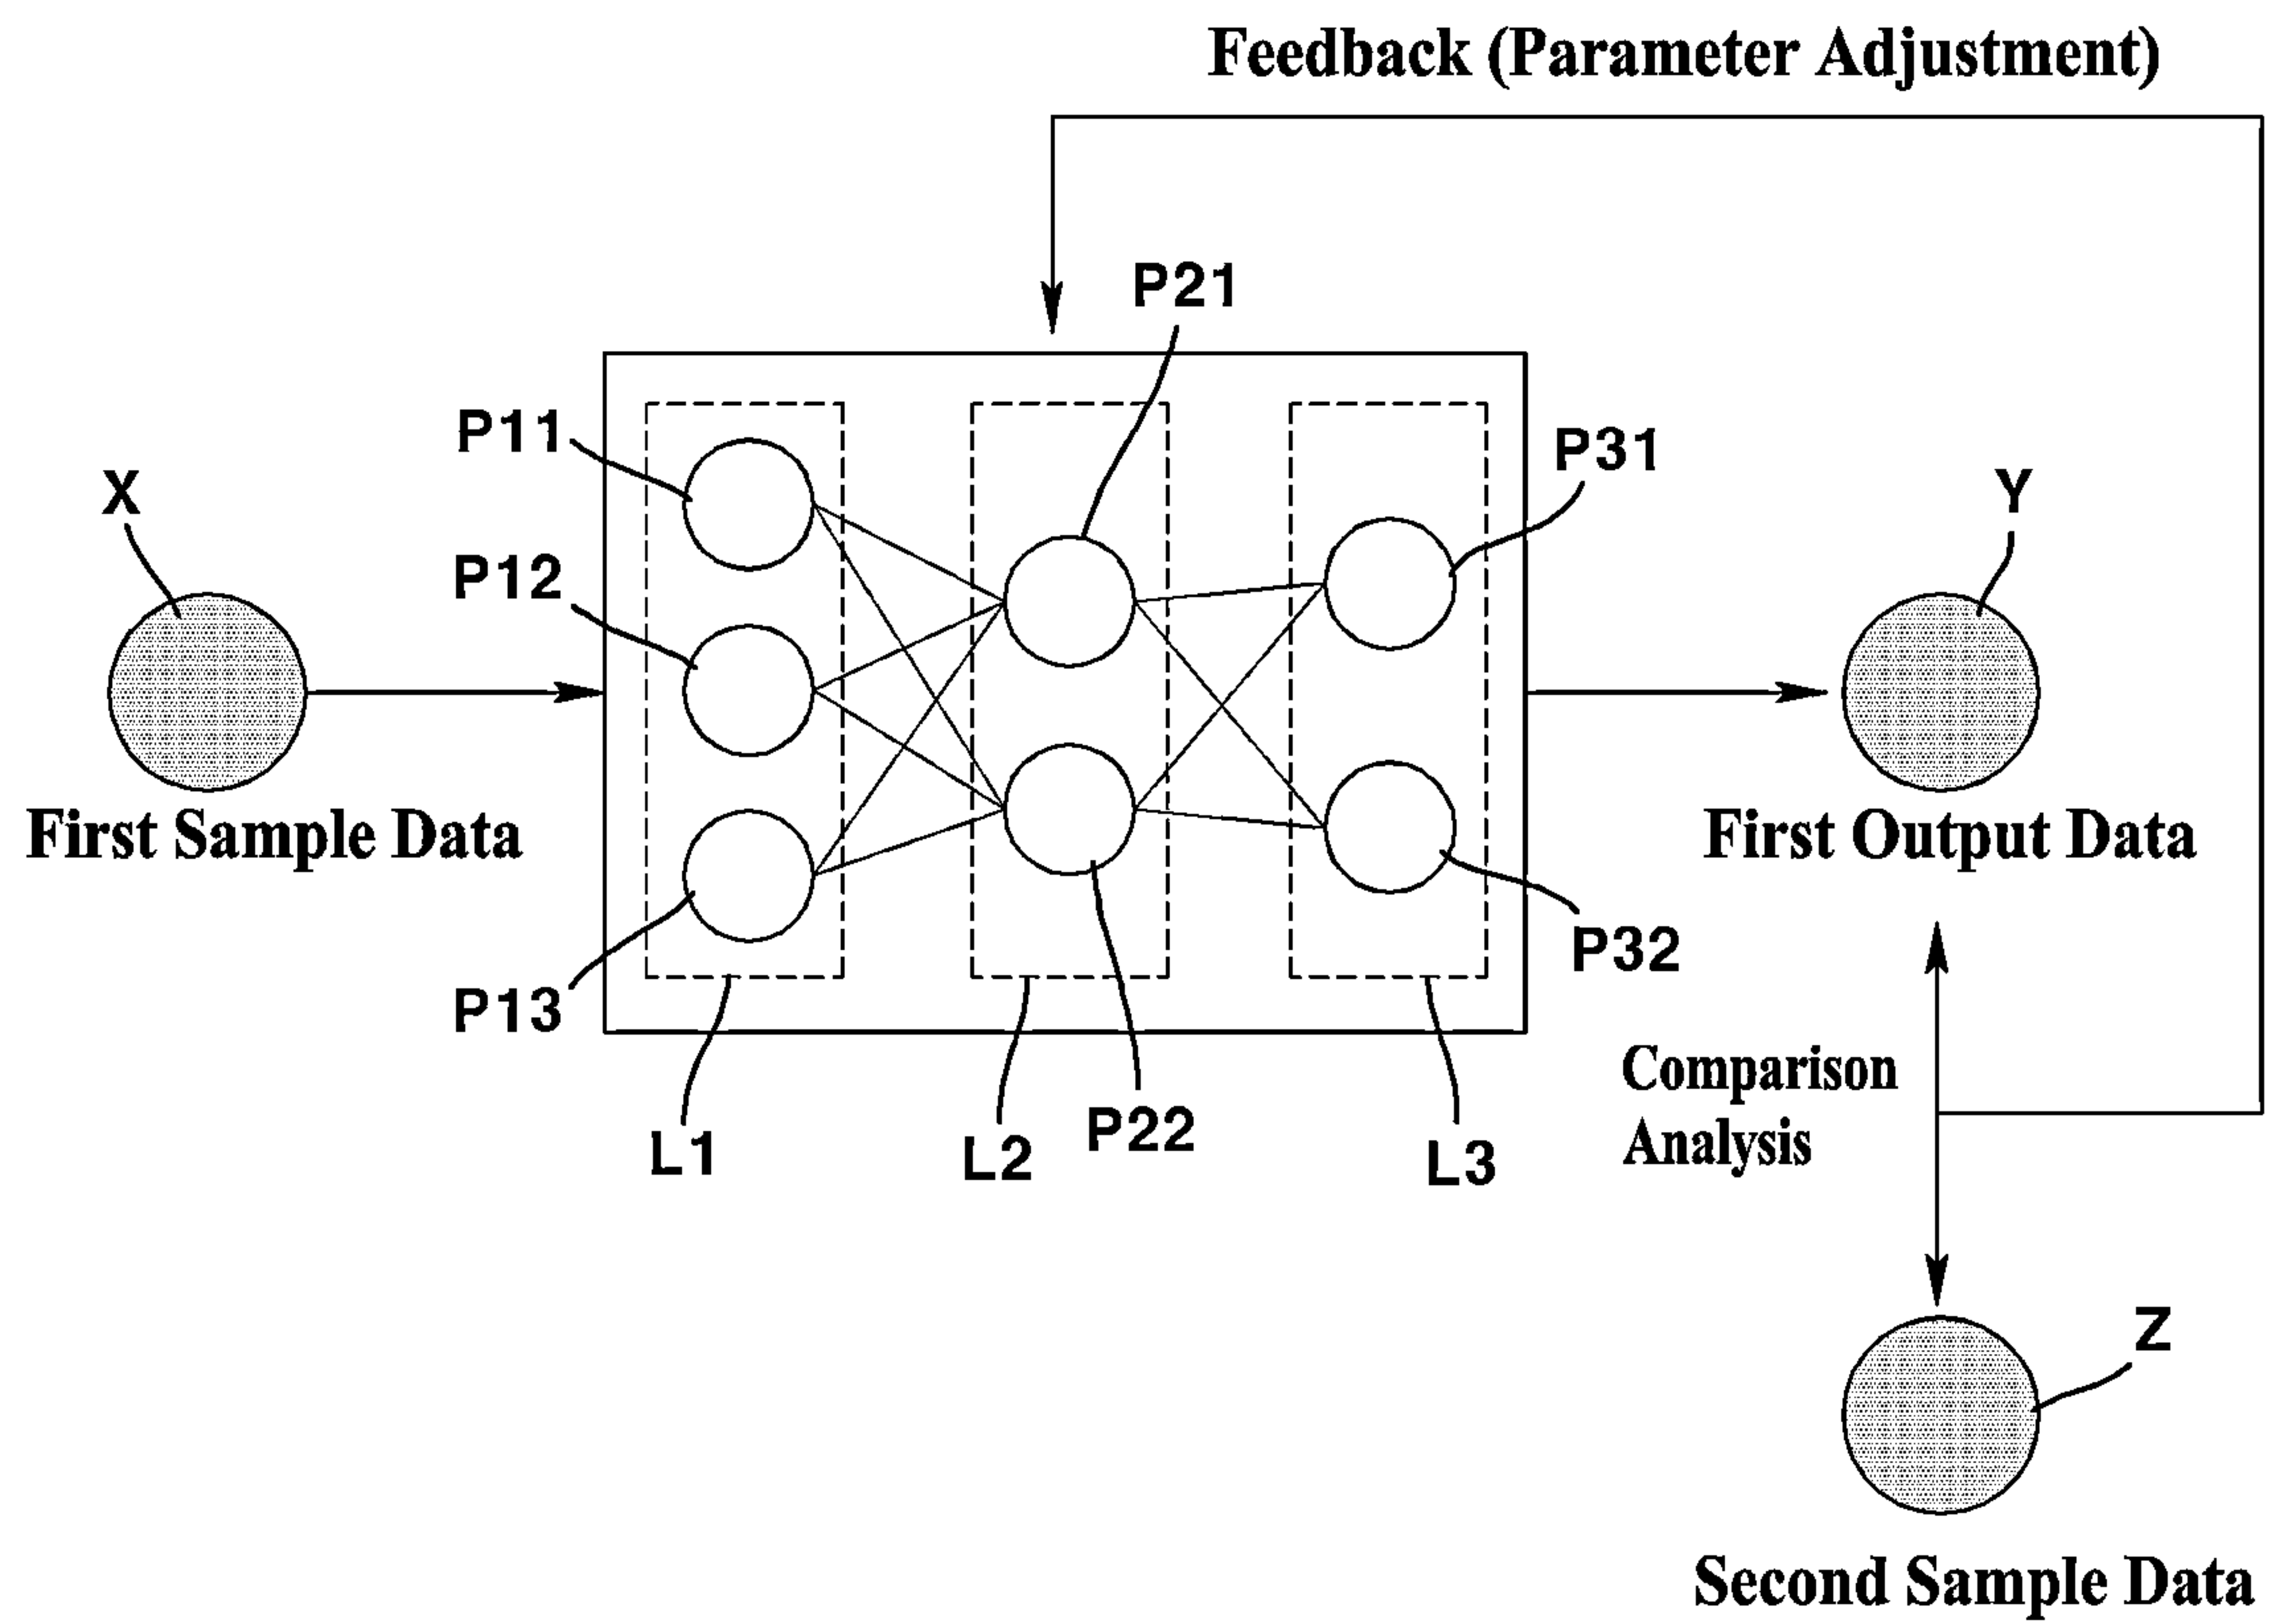 Feedback (Parameter Adjustment)
P21
P11
P31
X
Y
P12
First Sample Data
First Output Data
P32
P13
Comparison
Analysis
L1
L2
P22
L3
Z
Second Sample Data